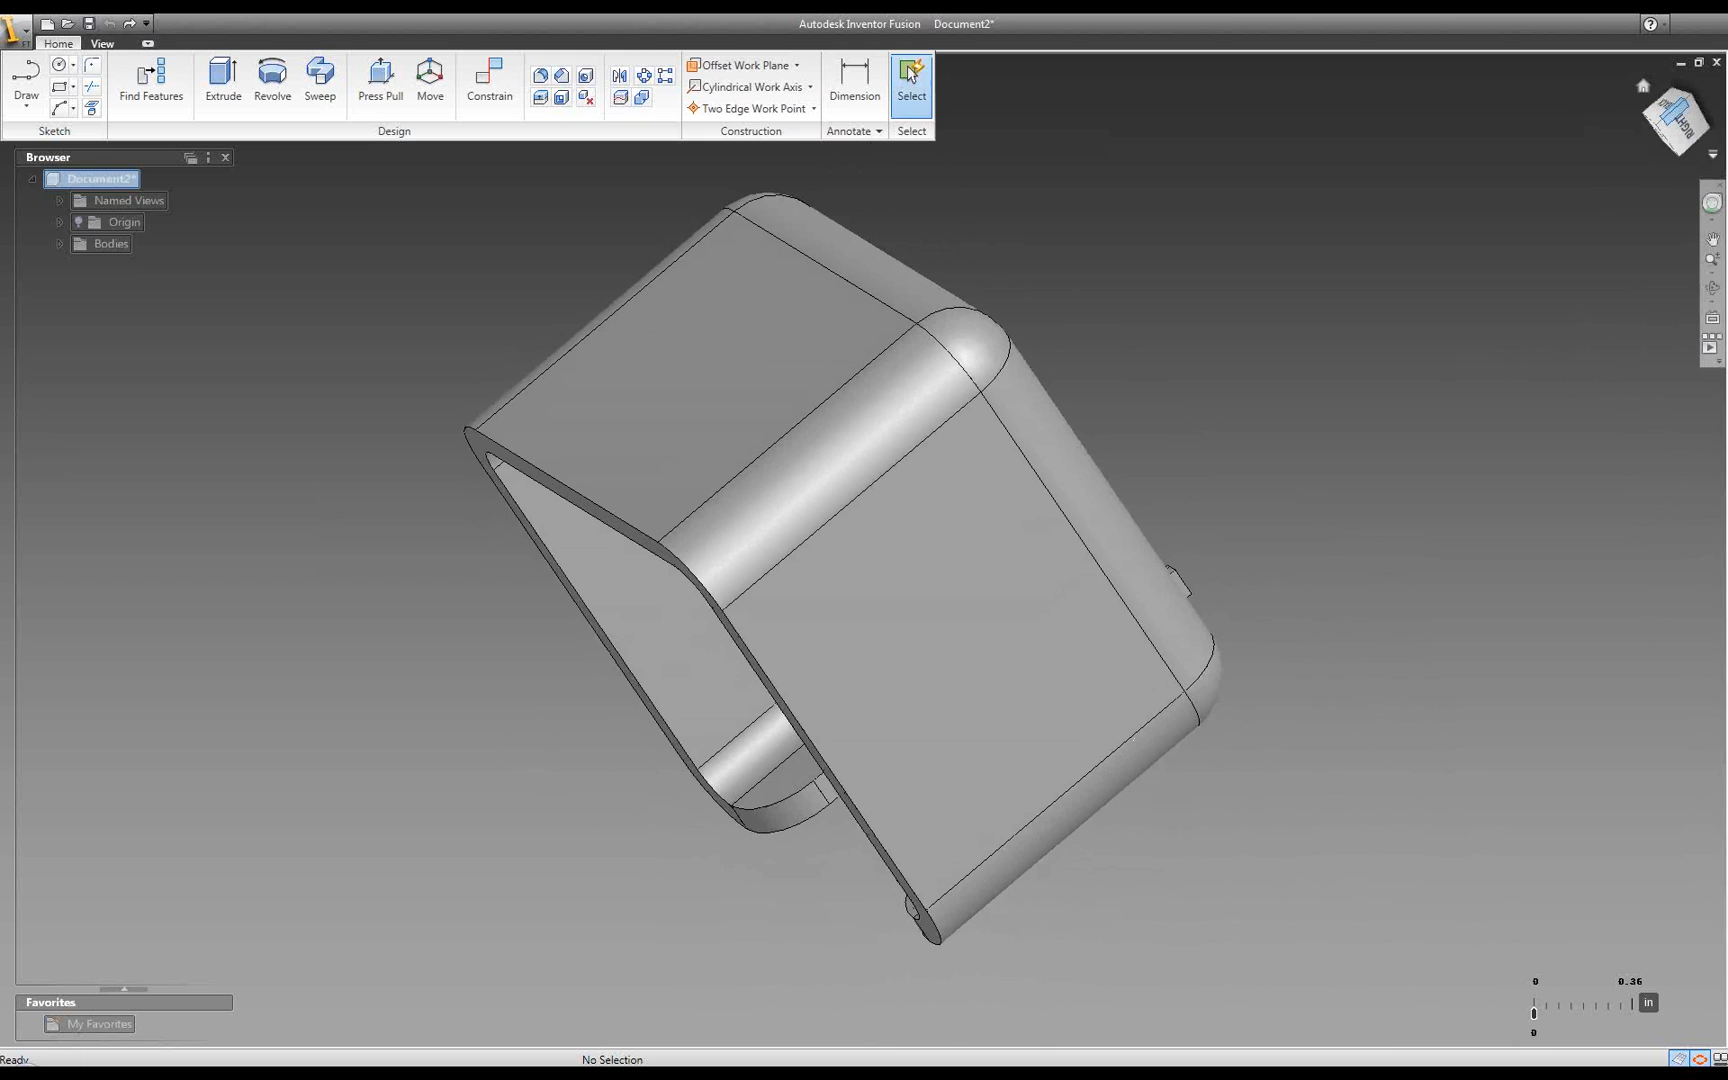 Autodesk Inventor Fusion Document2*
Home View
Draw
Find Features
Extrude
Revolve
Sweep
Press Pull
Move
Constrain
Offset Work Plane
Cylindrical Work Axis
Two Edge Work Point
Dimension
Select
Sketch
Design
Construction
Annotate
Select
RIGHT
Browser
Document2*
Named Views
Origin
Bodies
0 0.36
in
0
Favorites
My Favorites
Ready
No Selection